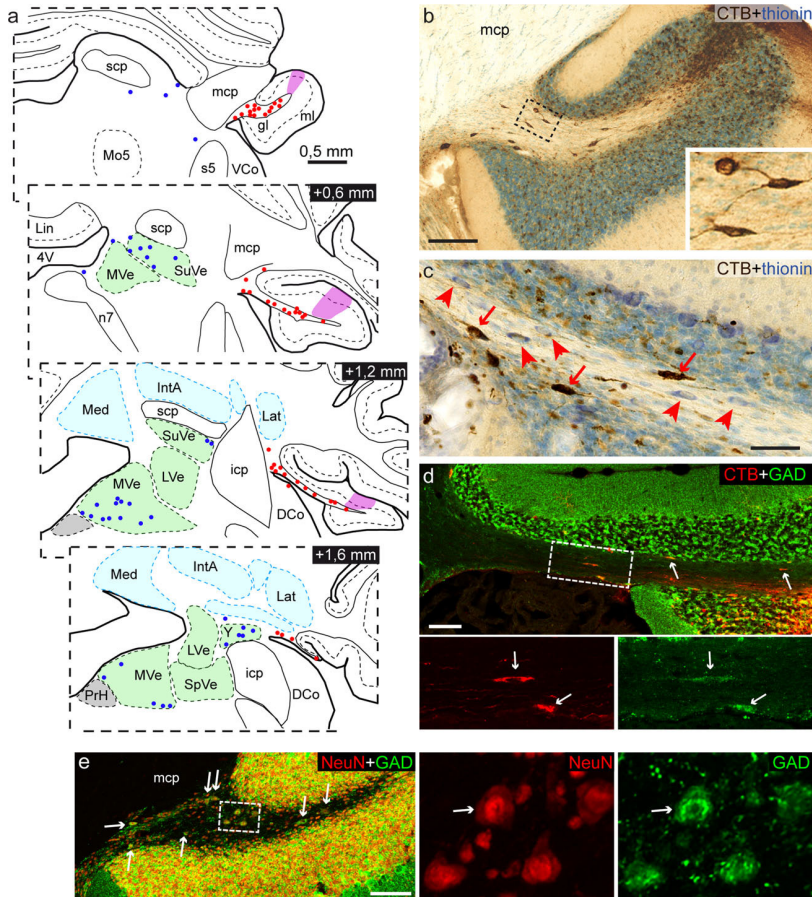 a
scp
mcp
gl
ml
Mo5
s5
VCo
0,5 mm
+0,6 mm
Lin
scp
4V
mcp
MVe
SuVe
n7
+1,2 mm
Med
IntA
scp
Lat
SuVe
MVe
LVe
icp
DCo
+1,6 mm
Med
IntA
Lat
LVe
Y
MVe
SpVe
icp
DCo
PrH
b
CTB+thionin
mcp
c
CTB+thionin
d
CTB+GAD
e
NeuN+GAD
mcp
NeuN
GAD